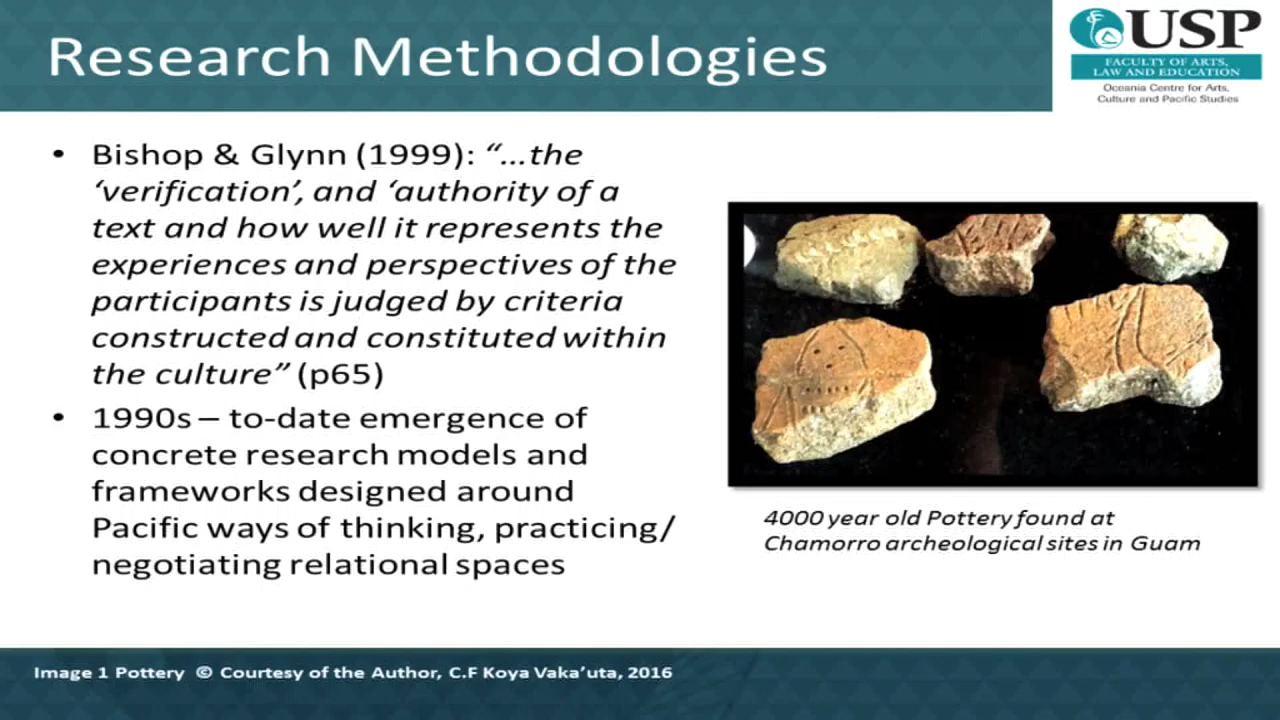 Research Methodologies
USP
FACULTY OF ARTS,
LAW AND EDUCATION
Oceania Centre for Arts,
Culture and Pacific Studies
• Bishop & Glynn (1999): “…the
‘verification’, and ‘authority of a
text and how well it represents the
experiences and perspectives of the
participants is judged by criteria
constructed and constituted within
the culture” (p65)
• 1990s – to-date emergence of
concrete research models and
frameworks designed around
Pacific ways of thinking, practicing/
negotiating relational spaces
4000 year old Pottery found at
Chamorro archeological sites in Guam
Image 1 Pottery © Courtesy of the Author, C.F Koya Vaka’uta, 2016